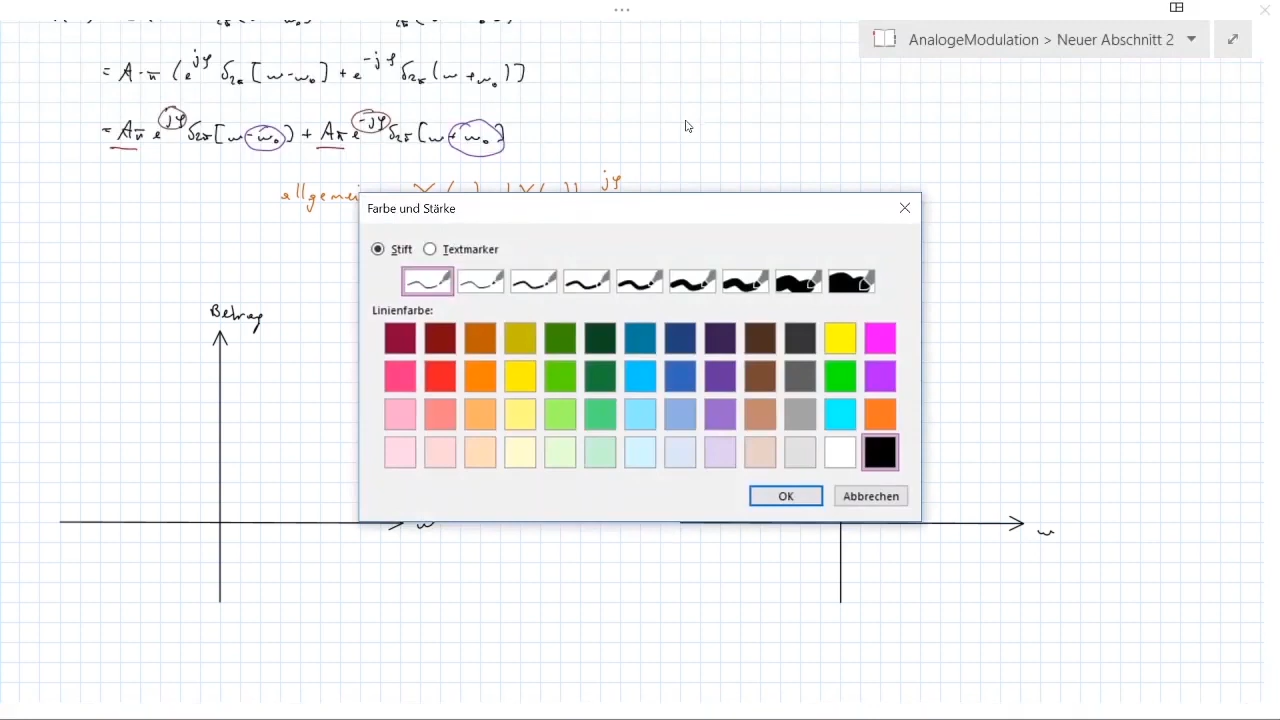 AnalogeModulation > Neuer Abschnitt 2
= A·π (e^{jφ} δ_{2π}[ω-ω₀] + e^{-jφ} δ_{2π}(ω+ω₀)]
= Aπ e^{jφ} δ_{2π}[ω-ω₀] + Aπ e^{-jφ} δ_{2π}[ω+ω₀]
jφ
Farbe und Stärke
Stift Textmarker
Linienfarbe:
Betrag
OK Abbrechen
ω ω